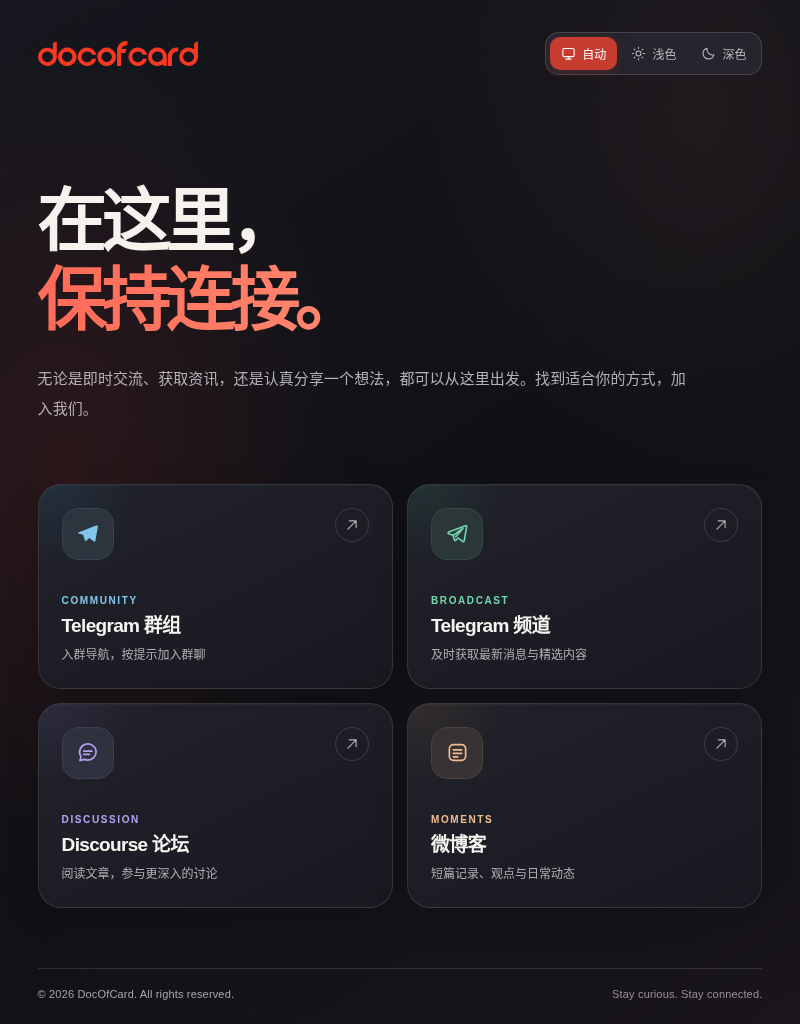 docofcard
自动
浅色
深色
在这里，
保持连接。
无论是即时交流、获取资讯，还是认真分享一个想法，都可以从这里出发。找到适合你的方式，加
入我们。
COMMUNITY
Telegram 群组
入群导航，按提示加入群聊
BROADCAST
Telegram 频道
及时获取最新消息与精选内容
DISCUSSION
Discourse 论坛
阅读文章，参与更深入的讨论
MOMENTS
微博客
短篇记录、观点与日常动态
© 2026 DocOfCard. All rights reserved.
Stay curious. Stay connected.